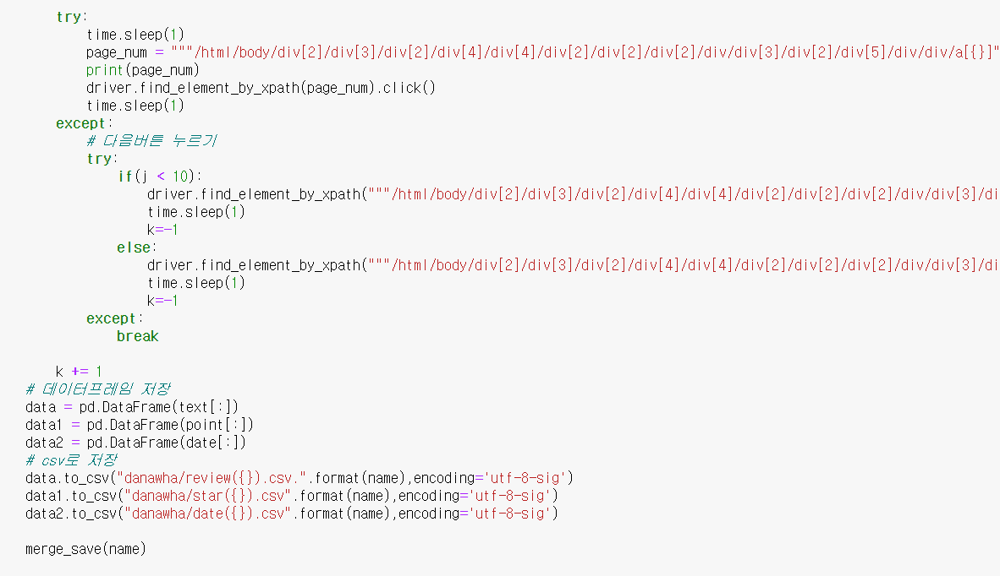 try:
time.sleep(1)
page_num = """/html/body/div[2]/div[3]/div[2]/div[4]/div[4]/div[2]/div[2]/div[2]/div/div[3]/div[2]/div[5]/div/div/a[{}]"
print(page_num)
driver.find_element_by_xpath(page_num).click()
time.sleep(1)
except:
# 다음버튼 누르기
try:
if(j < 10):
driver.find_element_by_xpath("""/html/body/div[2]/div[3]/div[2]/div[4]/div[4]/div[2]/div[2]/div[2]/div/div[3]/di
time.sleep(1)
k=-1
else:
driver.find_element_by_xpath("""/html/body/div[2]/div[3]/div[2]/div[4]/div[4]/div[2]/div[2]/div[2]/div/div[3]/di
time.sleep(1)
k=-1
except:
break
k += 1
# 데이터프레임 저장
data = pd.DataFrame(text[:])
data1 = pd.DataFrame(point[:])
data2 = pd.DataFrame(date[:])
# csv로 저장
data.to_csv("danawha/review({}).csv.".format(name),encoding='utf-8-sig')
data1.to_csv("danawha/star({}).csv".format(name),encoding='utf-8-sig')
data2.to_csv("danawha/date({}).csv".format(name),encoding='utf-8-sig')
merge_save(name)